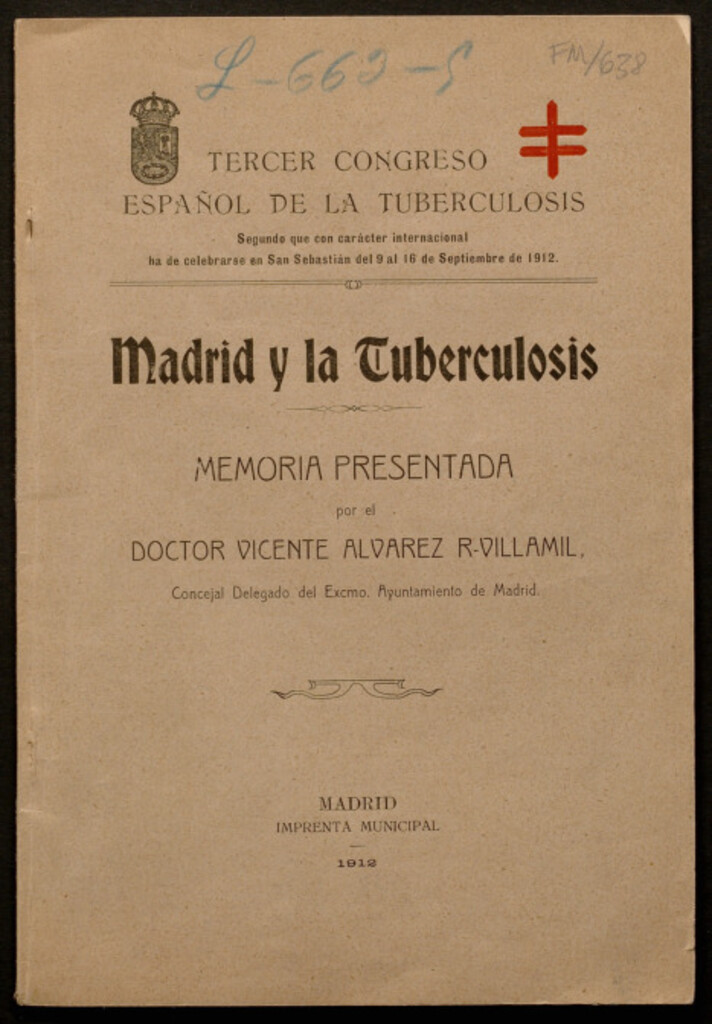 L-663-5
FM/638
TERCER CONGRESO
ESPAÑOL DE LA TUBERCULOSIS
Segundo que con carácter internacional
ha de celebrarse en San Sebastián del 9 al 16 de Septiembre de 1912.
Madrid y la Tuberculosis
MEMORIA PRESENTADA
por el
DOCTOR VICENTE ALVAREZ R-VILLAMIL,
Concejal Delegado del Excmo. Ayuntamiento de Madrid.
MADRID
IMPRENTA MUNICIPAL
1912